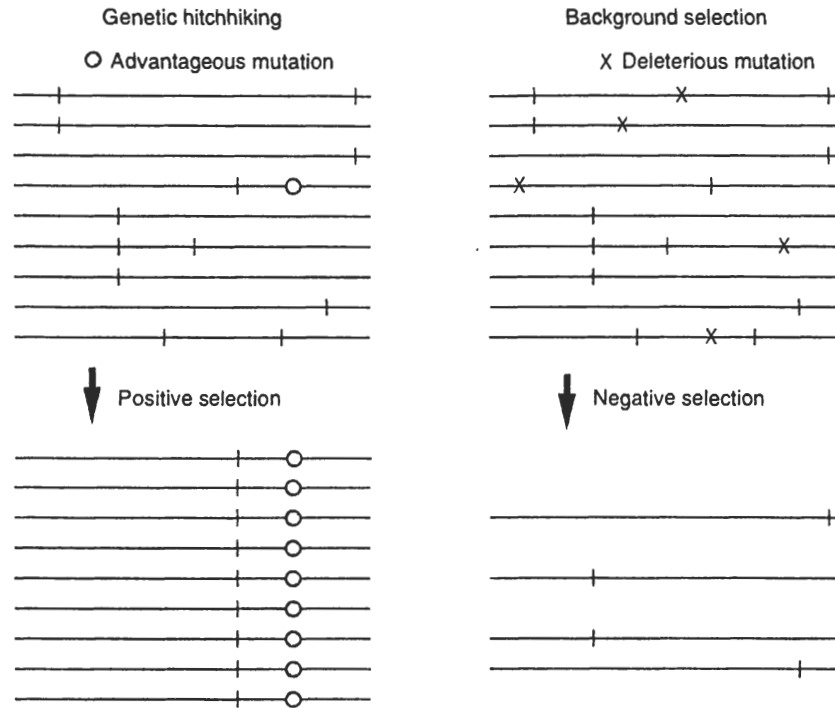 Genetic hitchhiking
O Advantageous mutation
Positive selection
Background selection
X Deleterious mutation
Negative selection